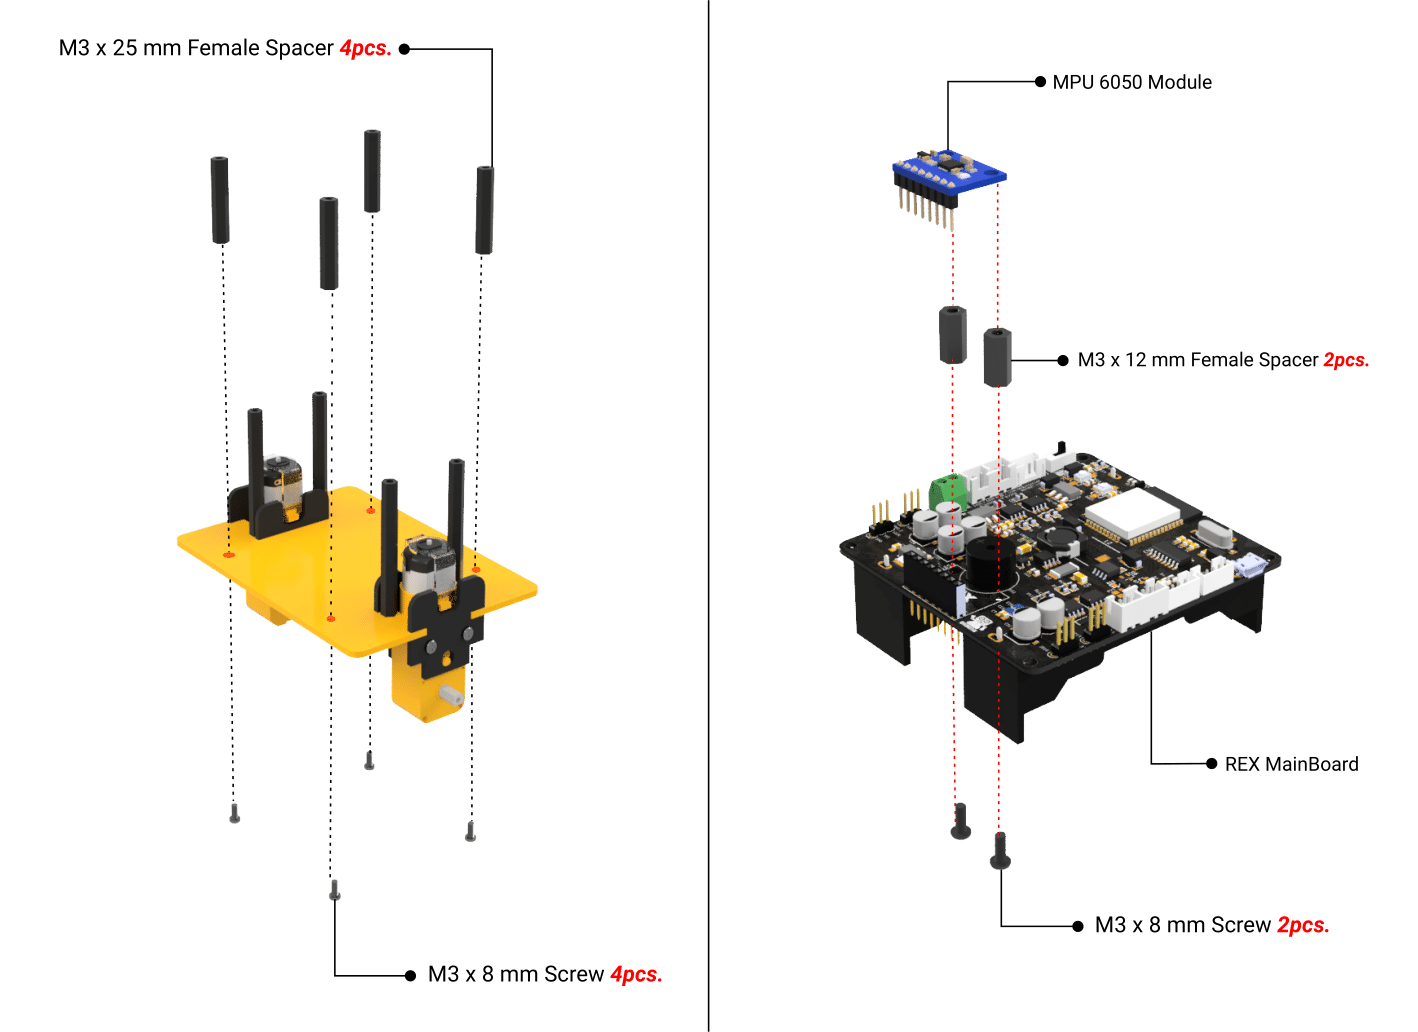 M3 x 25 mm Female Spacer 4pcs.
M3 x 8 mm Screw 4pcs.
MPU 6050 Module
M3 x 12 mm Female Spacer 2pcs.
REX MainBoard
M3 x 8 mm Screw 2pcs.